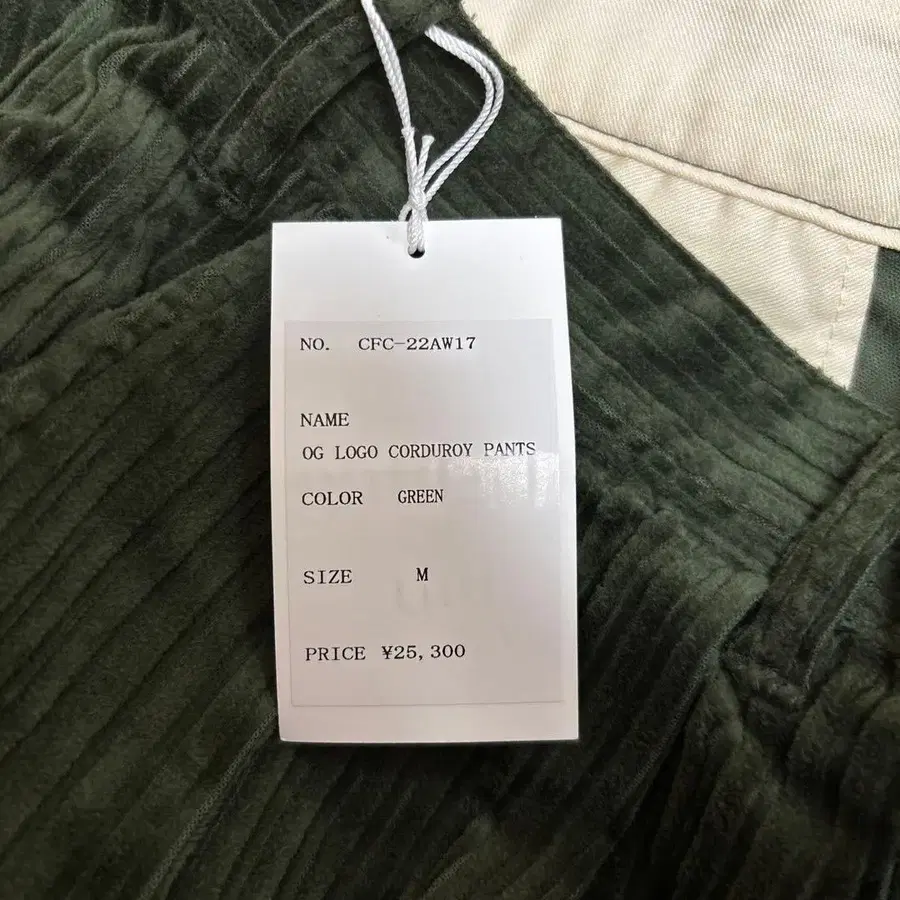 NO. CFC-22AW17
NAME
OG LOGO CORDUROY PANTS
COLOR GREEN
SIZE M
PRICE ¥25,300